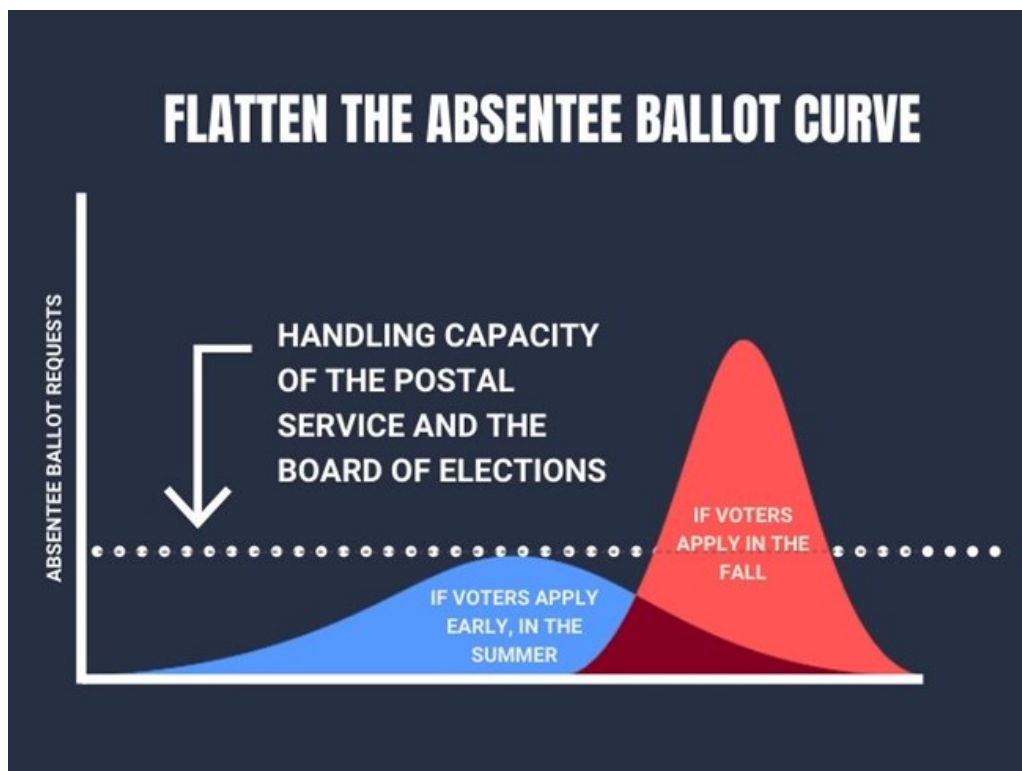 FLATTEN THE ABSENTEE BALLOT CURVE
ABSENTEE BALLOT REQUESTS
HANDLING CAPACITY
OF THE POSTAL
SERVICE AND THE
BOARD OF ELECTIONS
IF VOTERS APPLY
EARLY, IN THE
SUMMER
IF VOTERS
APPLY IN THE
FALL